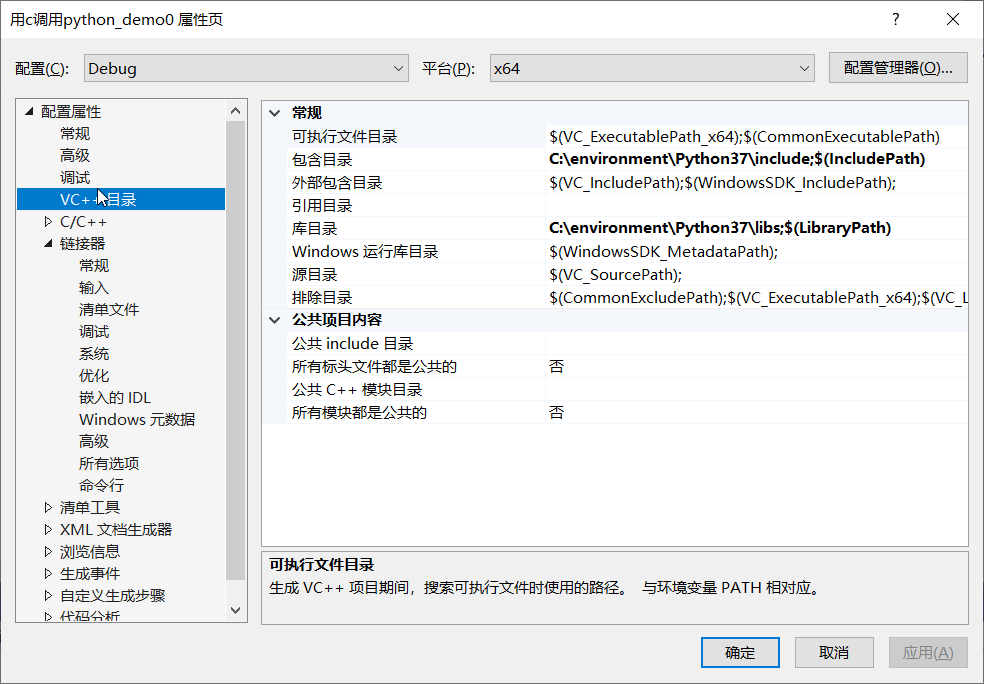 用c调用python_demo0 属性页
配置(C): Debug 平台(P): x64 配置管理器(O)...
配置属性
常规
高级
调试
VC++ 目录
C/C++
链接器
常规
输入
清单文件
调试
系统
优化
嵌入的 IDL
Windows 元数据
高级
所有选项
命令行
清单工具
XML 文档生成器
浏览信息
生成事件
自定义生成步骤
代码分析
常规
可执行文件目录 $(VC_ExecutablePath_x64);$(CommonExecutablePath)
包含目录 C:\environment\Python37\include;$(IncludePath)
外部包含目录 $(VC_IncludePath);$(WindowsSDK_IncludePath);
引用目录
库目录 C:\environment\Python37\libs;$(LibraryPath)
Windows 运行库目录 $(WindowsSDK_MetadataPath);
源目录 $(VC_SourcePath);
排除目录 $(CommonExcludePath);$(VC_ExecutablePath_x64);$(VC_L
公共项目内容
公共 include 目录
所有标头文件都是公共的 否
公共 C++ 模块目录
所有模块都是公共的 否
可执行文件目录
生成 VC++ 项目期间，搜索可执行文件时使用的路径。 与环境变量 PATH 相对应。
确定 取消 应用(A)